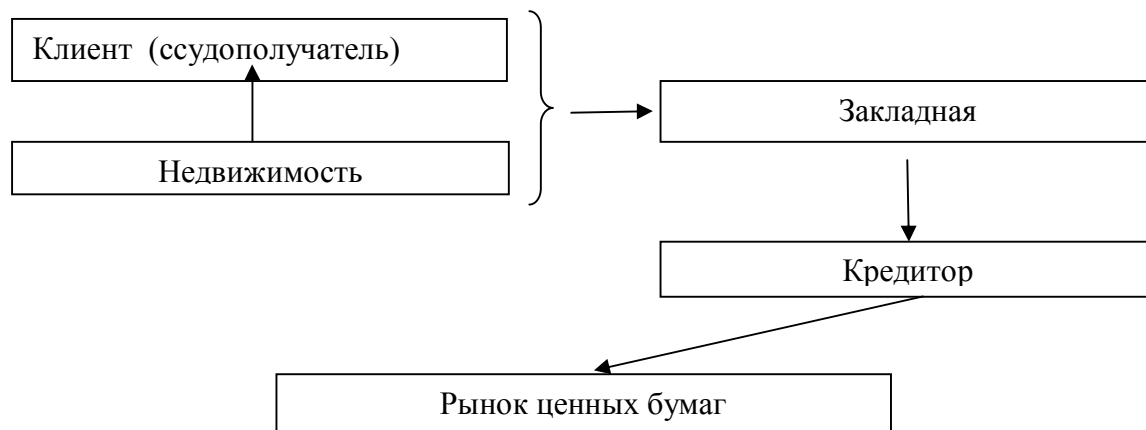 Клиент (ссудополучатель)
Закладная
Недвижимость
Кредитор
Рынок ценных бумаг